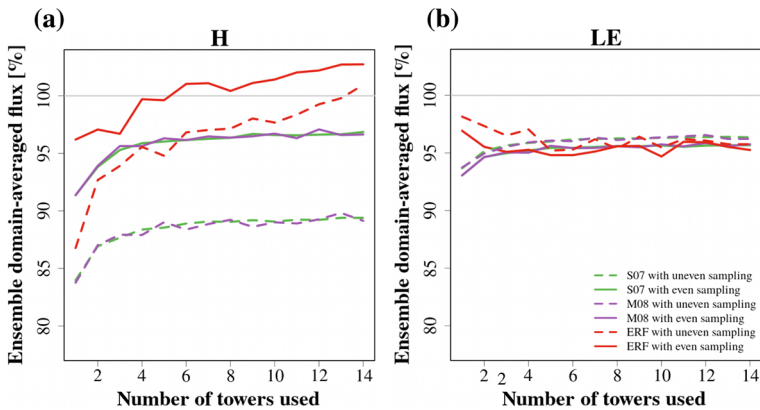 (a)
H
Ensemble domain-averaged flux [%]
100
95
90
85
80
2 4 6 8 10 12 14
Number of towers used
(b)
LE
Ensemble domain-averaged flux [%]
100
95
90
85
80
S07 with uneven sampling
S07 with even sampling
M08 with uneven sampling
M08 with even sampling
ERF with uneven sampling
ERF with even sampling
2 2 4 6 8 10 12 14
Number of towers used